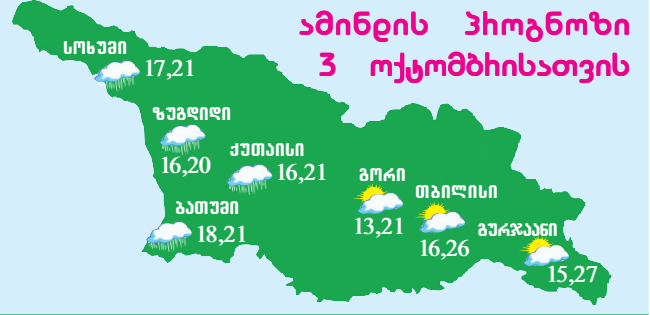 ამინდის პროგნოზი
3 ოქტომბრისათვის
სოხუმი
17,21
ზუგდიდი
16,20
ქუთაისი
16,21
ბათუმი
18,21
გორი
13,21
თბილისი
16,26
გურჯაანი
15,27